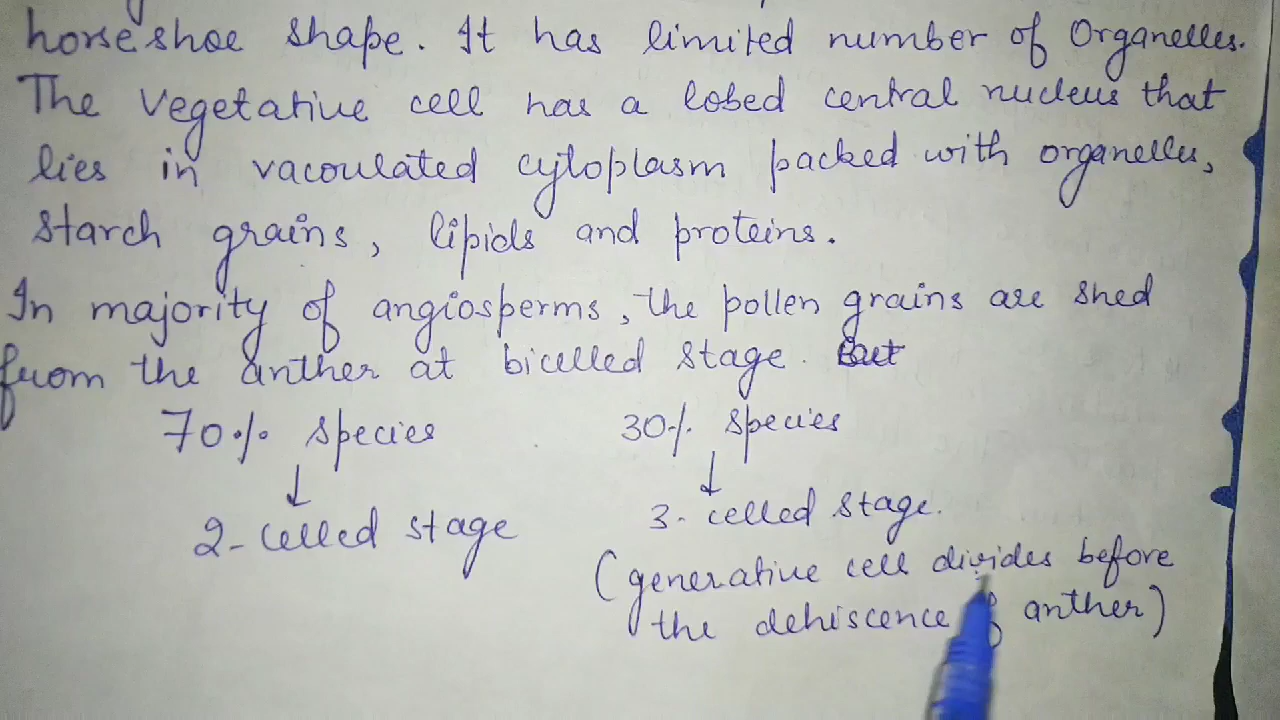 horseshoe shape. It has limited number of Organelles.
The vegetative cell has a lobed central nucleus that
lies in vacoulated cytoplasm packed with organelles,
starch grains, lipids and proteins.
In majority of angiosperms, the pollen grains are shed
from the anther at bicelled stage.
70% species 30% species
↓ ↓
2-celled stage 3-celled stage.
(generative cell divides before
the dehiscence of anther)